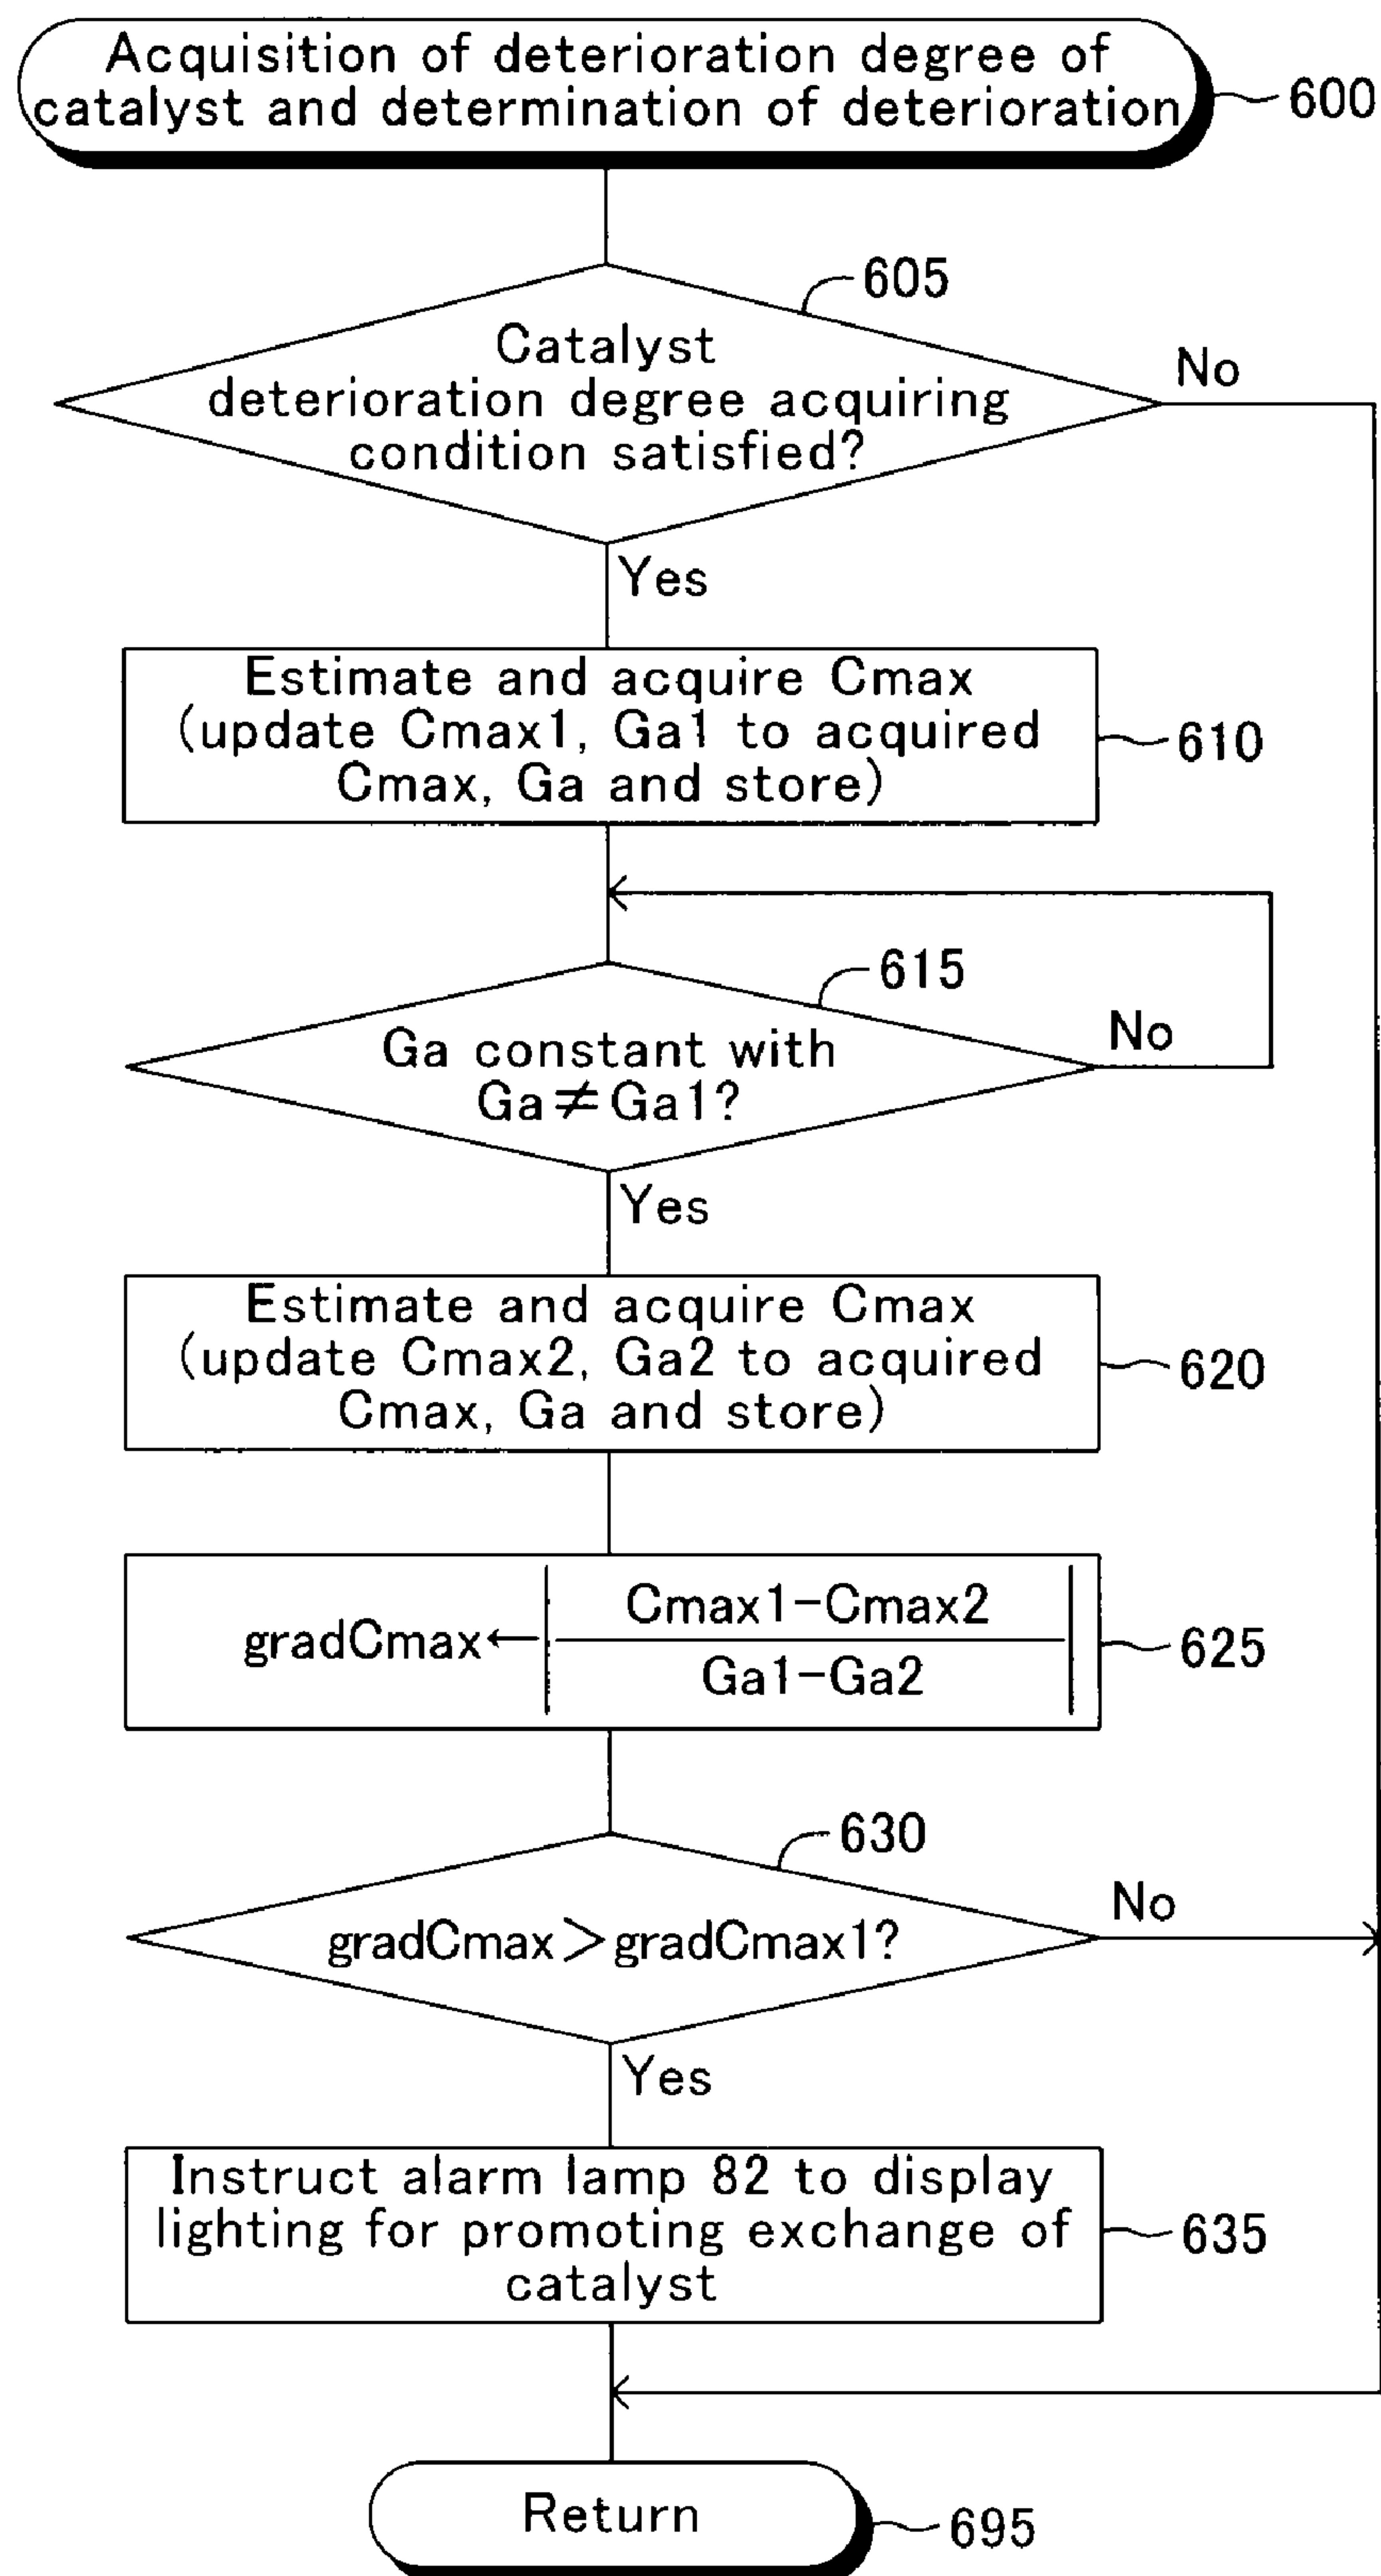 Acquisition of deterioration degree of
catalyst and determination of deterioration
600
605
Catalyst
deterioration degree acquiring
condition satisfied?
No
Yes
Estimate and acquire Cmax
(update Cmax1, Ga1 to acquired
Cmax, Ga and store)
610
615
Ga constant with
Ga≠Ga1?
No
Yes
Estimate and acquire Cmax
(update Cmax2, Ga2 to acquired
Cmax, Ga and store)
620
gradCmax← | Cmax1-Cmax2
Ga1-Ga2 |
625
630
gradCmax>gradCmax1?
No
Yes
Instruct alarm lamp 82 to display
lighting for promoting exchange of
catalyst
635
Return
695